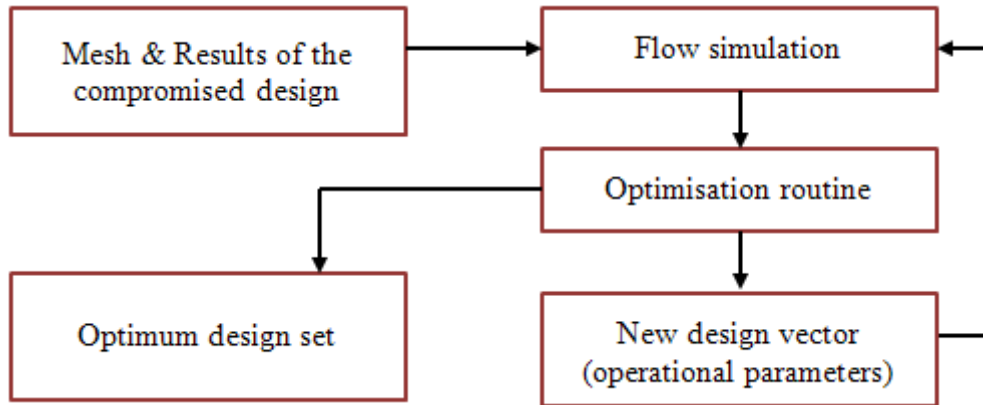 Mesh & Results of the
compromised design
Flow simulation
Optimisation routine
Optimum design set
New design vector
(operational parameters)